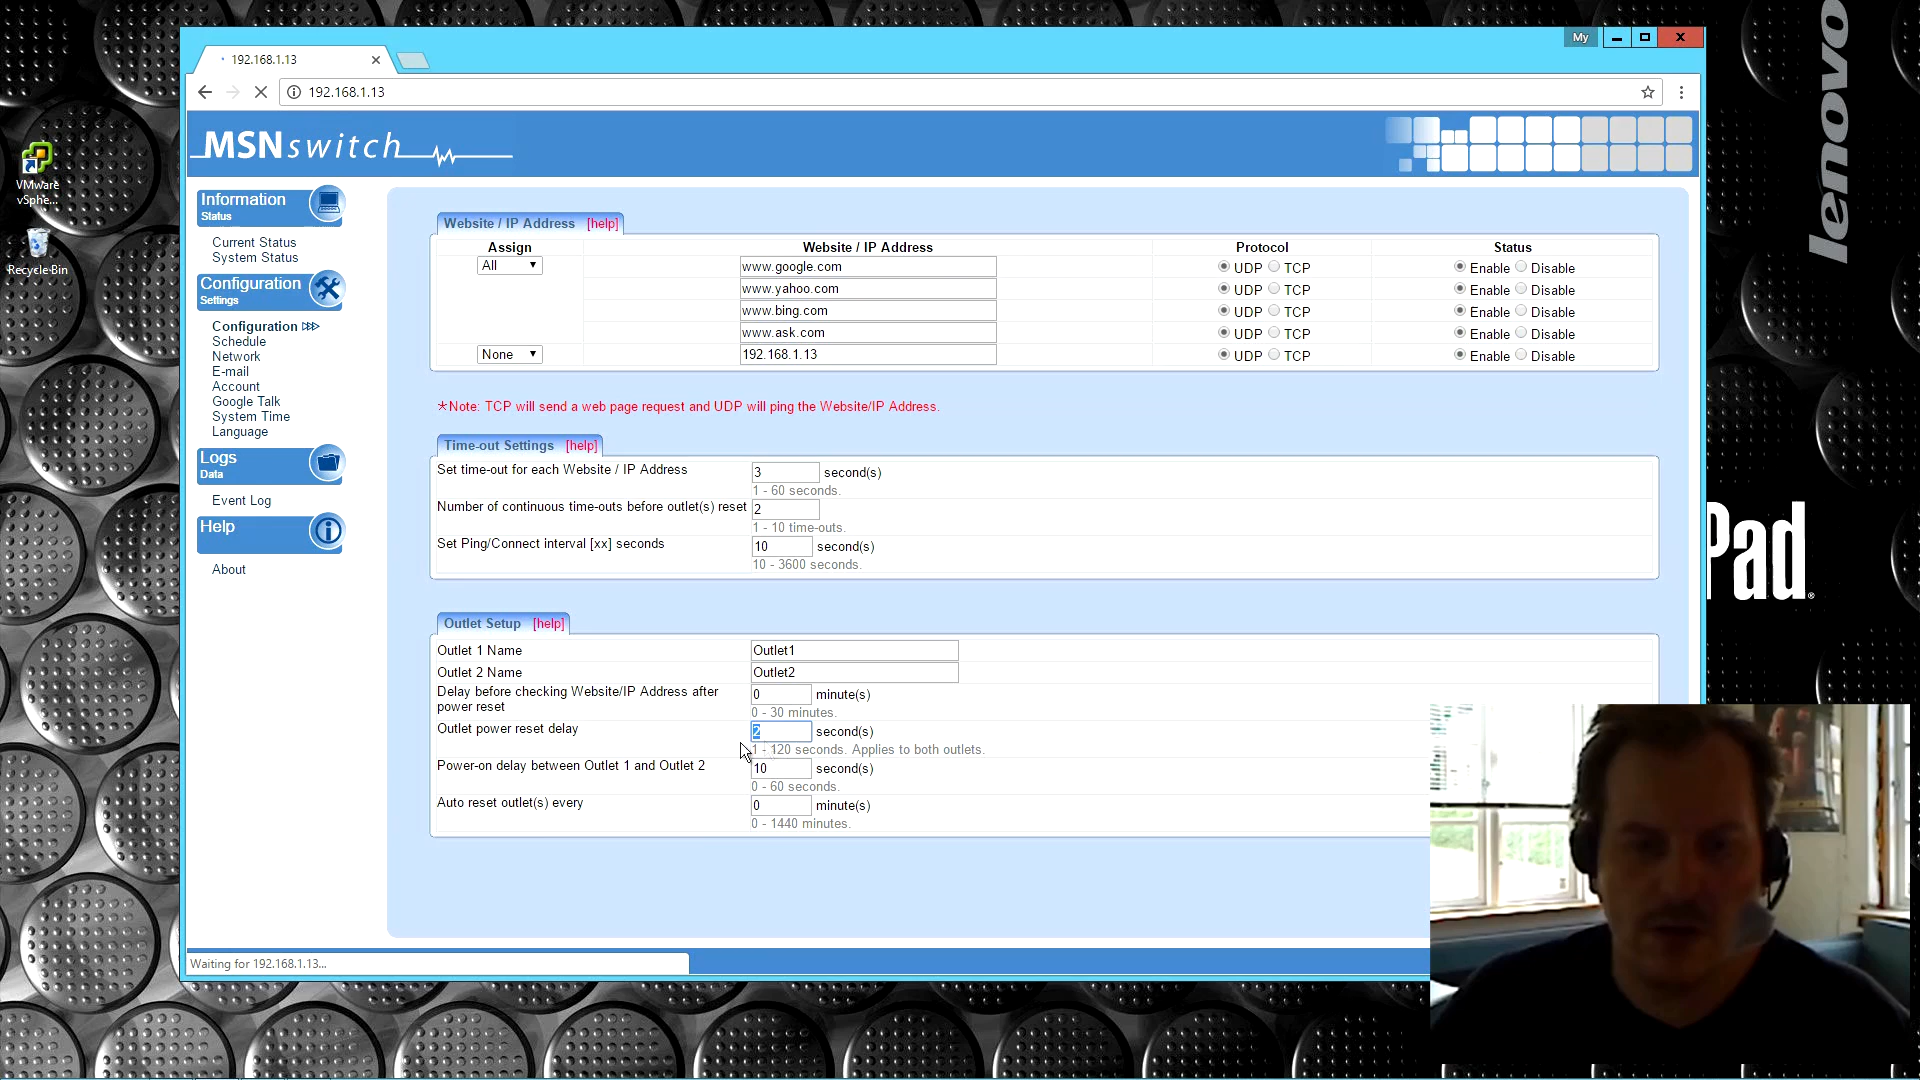 My
192.168.1.13
192.168.1.13
MSNswitch
lenovo
Pad
VMware
vSphe...
Recycle Bin
Information
Status
Current Status
System Status
Configuration
Settings
Configuration
Schedule
Network
E-mail
Account
Google Talk
System Time
Language
Logs
Data
Event Log
Help
About
Website / IP Address [help]
Assign Website / IP Address Protocol Status
All www.google.com UDP TCP Enable Disable
www.yahoo.com UDP TCP Enable Disable
www.bing.com UDP TCP Enable Disable
www.ask.com UDP TCP Enable Disable
None 192.168.1.13 UDP TCP Enable Disable
*Note: TCP will send a web page request and UDP will ping the Website/IP Address.
Time-out Settings [help]
Set time-out for each Website / IP Address 3 second(s)
1 - 60 seconds.
Number of continuous time-outs before outlet(s) reset 2
1 - 10 time-outs.
Set Ping/Connect interval [xx] seconds 10 second(s)
10 - 3600 seconds.
Outlet Setup [help]
Outlet 1 Name Outlet1
Outlet 2 Name Outlet2
Delay before checking Website/IP Address after
power reset 0 minute(s)
0 - 30 minutes.
Outlet power reset delay 2 second(s)
1 - 120 seconds. Applies to both outlets.
Power-on delay between Outlet 1 and Outlet 2 10 second(s)
0 - 60 seconds.
Auto reset outlet(s) every 0 minute(s)
0 - 1440 minutes.
Waiting for 192.168.1.13...